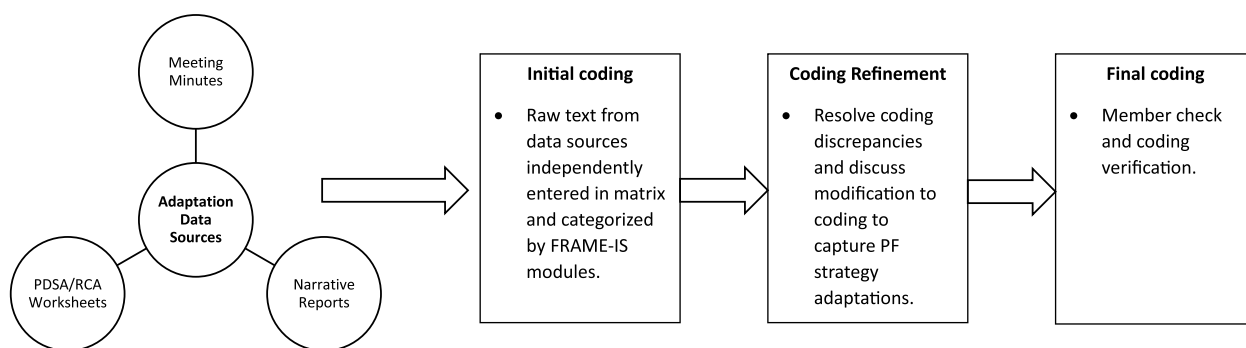 Meeting
Minutes
Adaptation
Data
Sources
PDSA/RCA
Worksheets
Narrative
Reports
Initial coding
• Raw text from
data sources
independently
entered in matrix
and categorized
by FRAME-IS
modules.
Coding Refinement
• Resolve coding
discrepancies
and discuss
modification to
coding to
capture PF
strategy
adaptations.
Final coding
• Member check
and coding
verification.